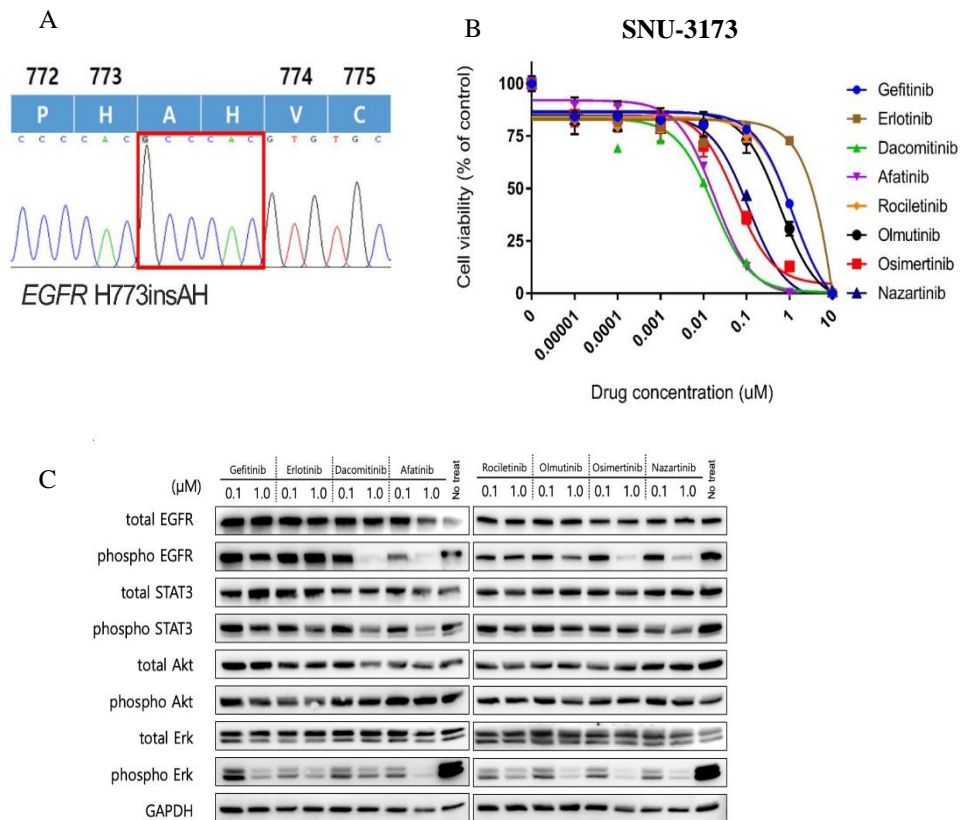 A
772 773 774 775
P H A H V C
C C C C A C G C C C A C G T G T G C
EGFR H773insAH
B
SNU-3173
Cell viability (% of control)
100
75
50
25
0
0 0.00001 0.0001 0.001 0.01 0.1 1 10
Drug concentration (uM)
Gefitinib
Erlotinib
Dacomitinib
Afatinib
Rociletinib
Olmutinib
Osimertinib
Nazartinib
C
Gefitinib Erlotinib Dacomitinib Afatinib No treat Rociletinib Olmutinib Osimertinib Nazartinib No treat
(μM) 0.1 1.0 0.1 1.0 0.1 1.0 0.1 1.0 0.1 1.0 0.1 1.0 0.1 1.0 0.1 1.0
total EGFR
phospho EGFR
total STAT3
phospho STAT3
total Akt
phospho Akt
total Erk
phospho Erk
GAPDH